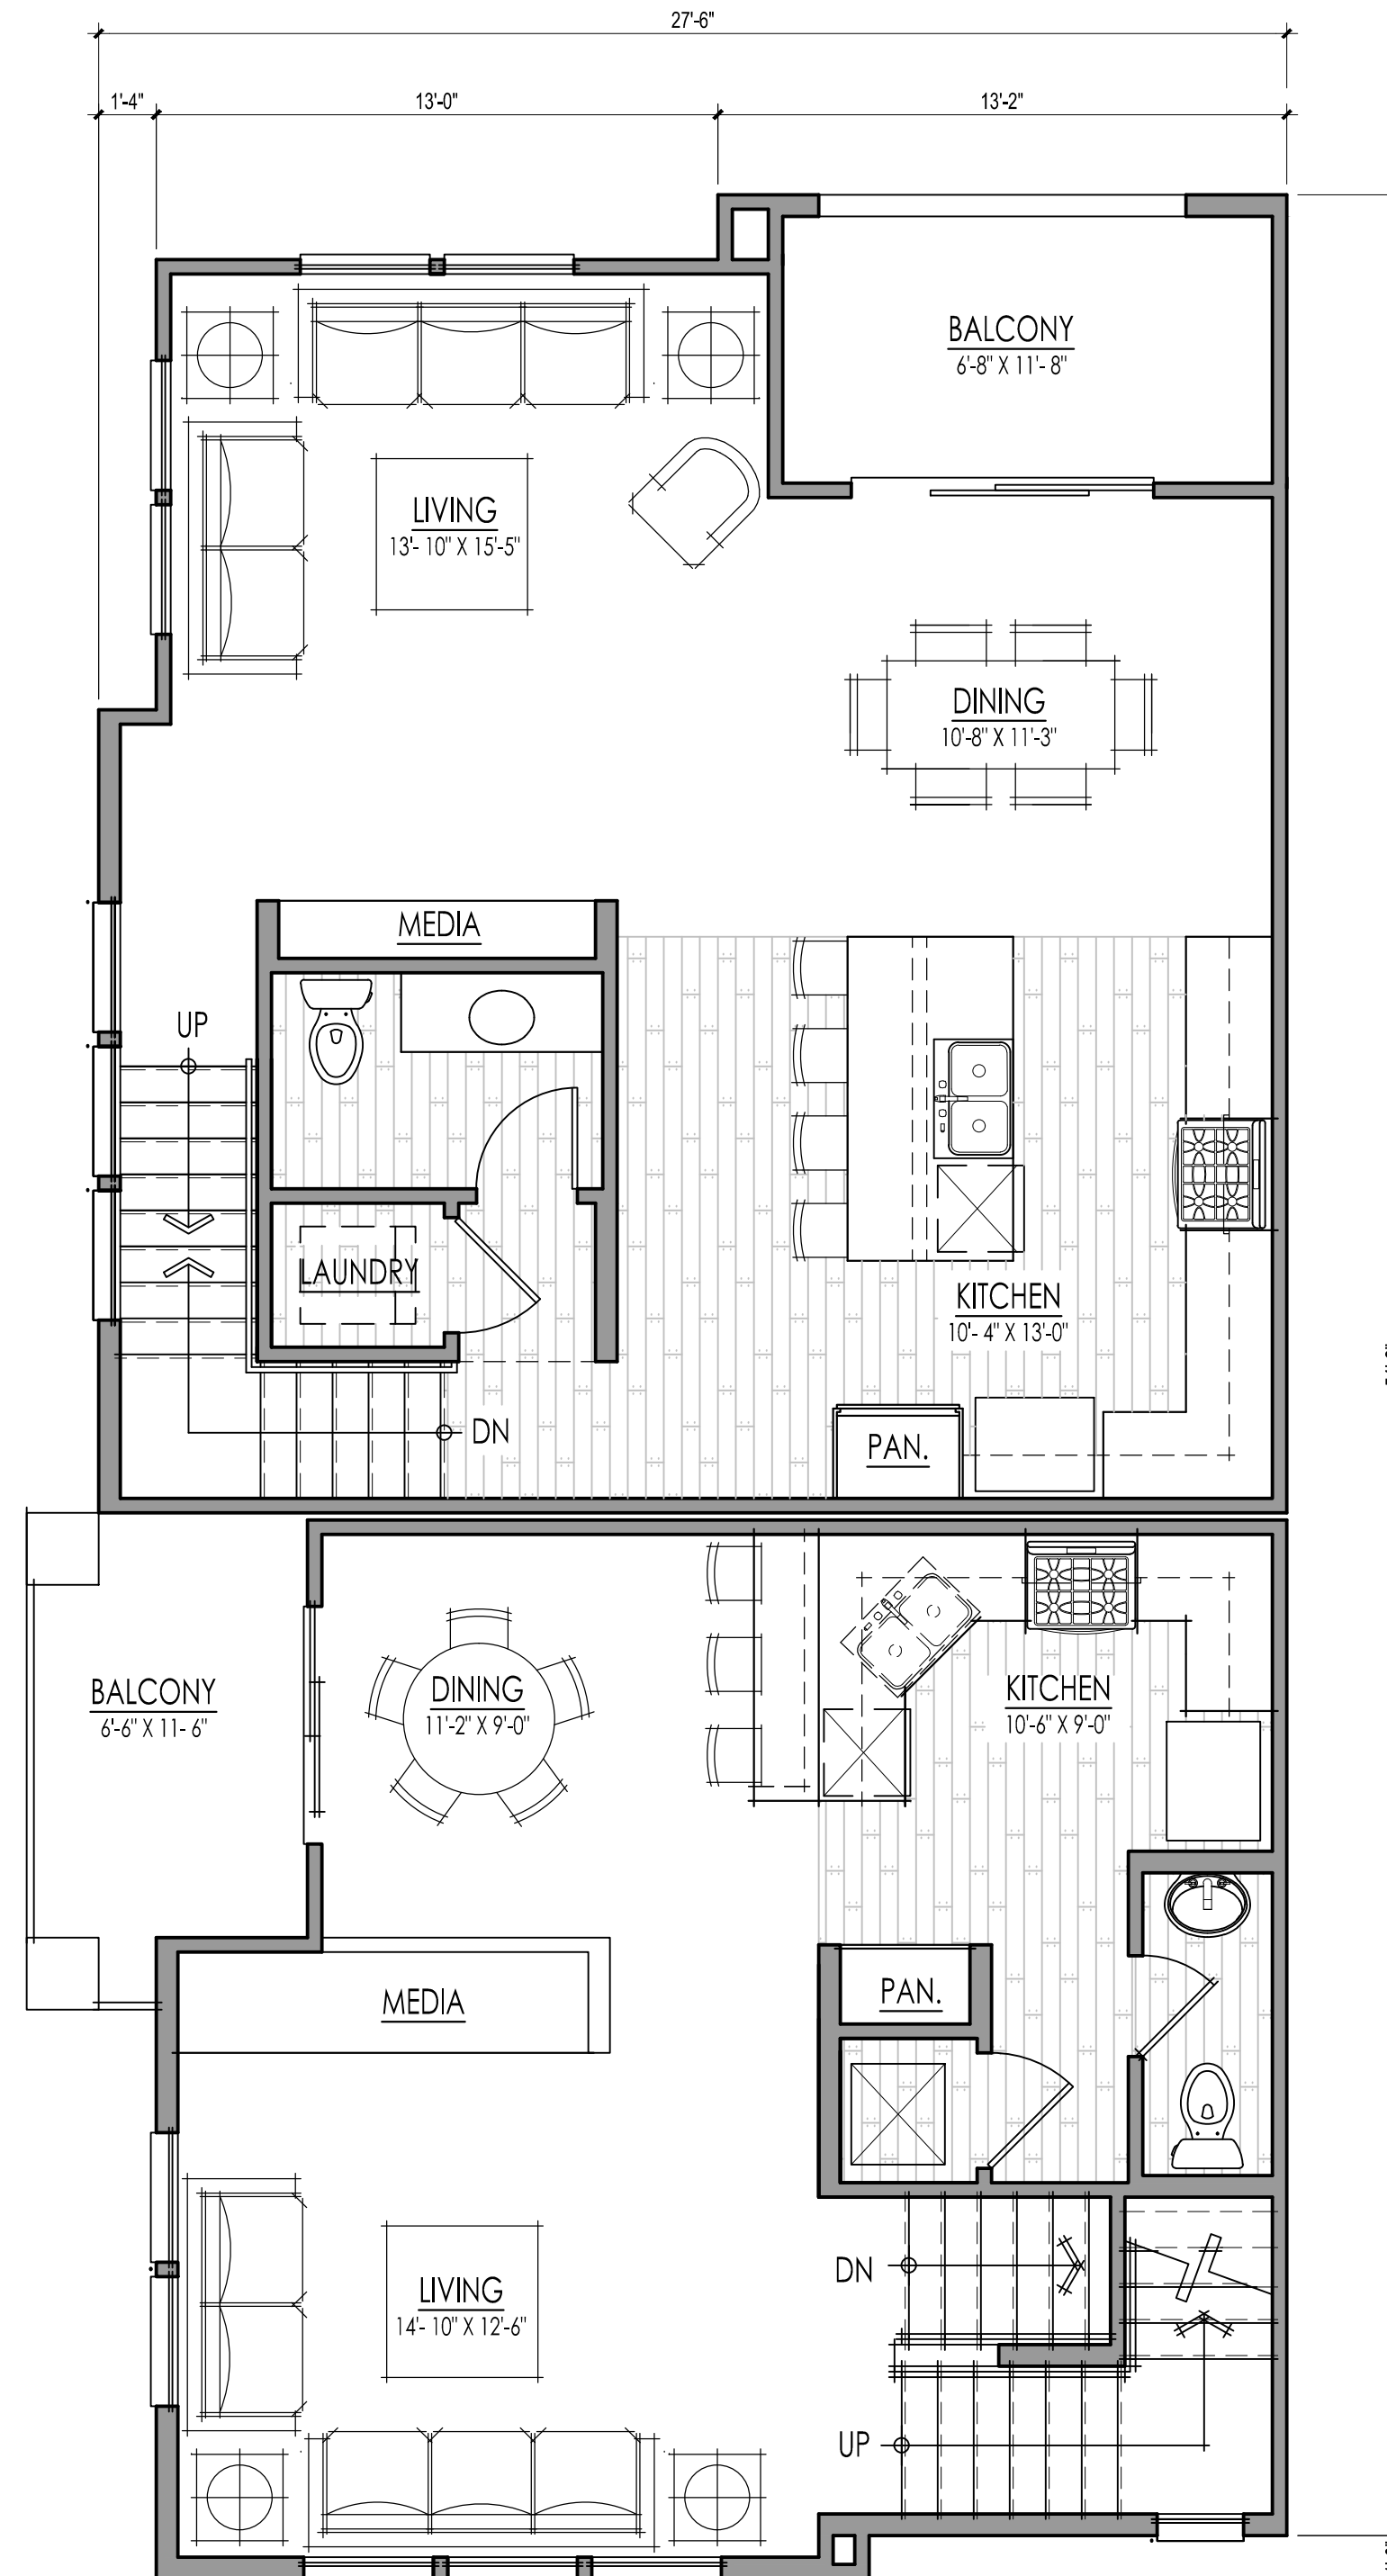 27'-6"
1'-4"
13'-0"
13'-2"
BALCONY
6'-8" X 11'- 8"
LIVING
13'- 10" X 15'-5"
DINING
10'-8" X 11'-3"
MEDIA
UP
LAUNDRY
KITCHEN
10'- 4" X 13'-0"
DN
PAN.
BALCONY
6'-6" X 11- 6"
DINING
11'-2" X 9'-0"
KITCHEN
10'-6" X 9'-0"
MEDIA
PAN.
DN
LIVING
14'- 10" X 12'-6"
UP